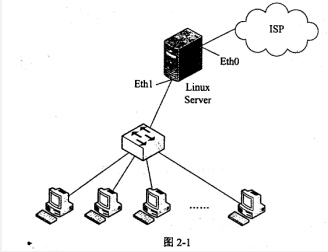 ISP
Eth0
Eth1
Linux
Server
……
图 2-1